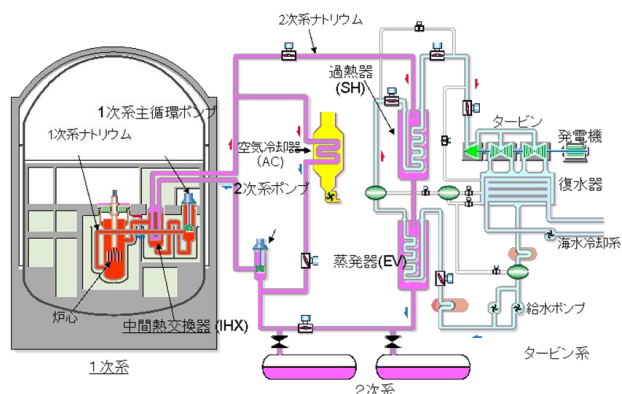 2次系ナトリウム
過熱器
(SH)
1次系主循環ポンプ
1次系ナトリウム
空気冷却器
(AC)
タービン
発電機
復水器
2次系ポンプ
海水冷却系
蒸発器(EV)
炉心
中間熱交換器(IHX)
給水ポンプ
1次系
タービン系
2次系